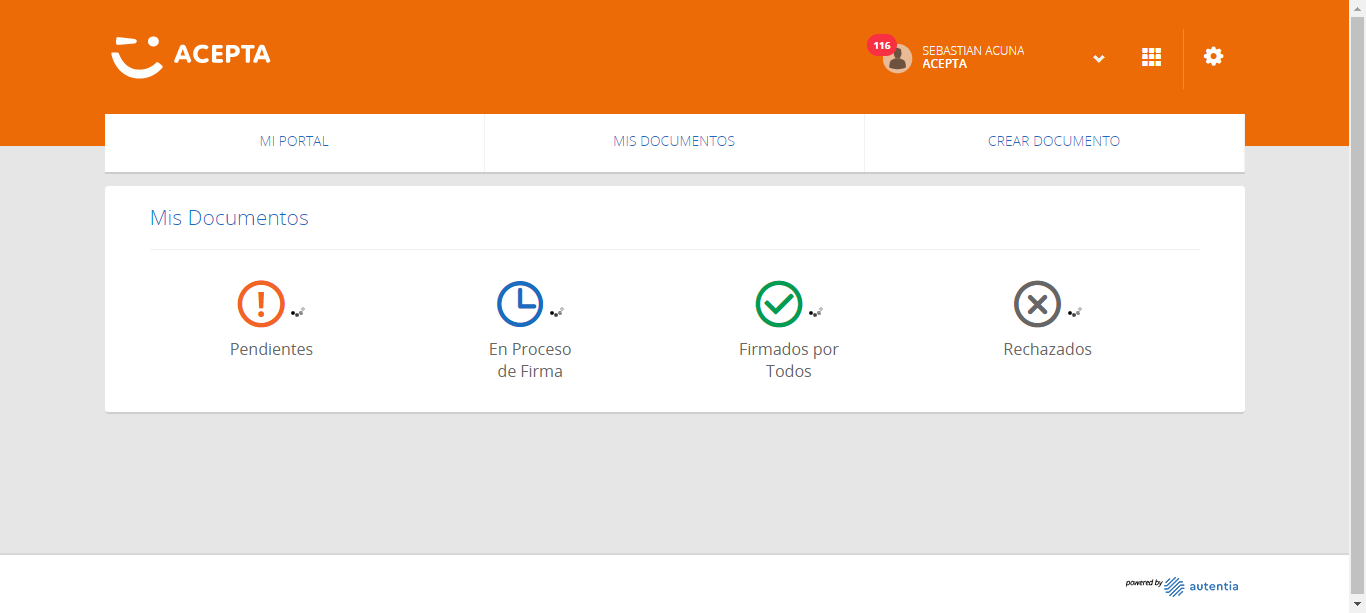 ACEPTA
116
SEBASTIAN ACUNA
ACEPTA
MI PORTAL
MIS DOCUMENTOS
CREAR DOCUMENTO
Mis Documentos
Pendientes
En Proceso
de Firma
Firmados por
Todos
Rechazados
powered by
autentia